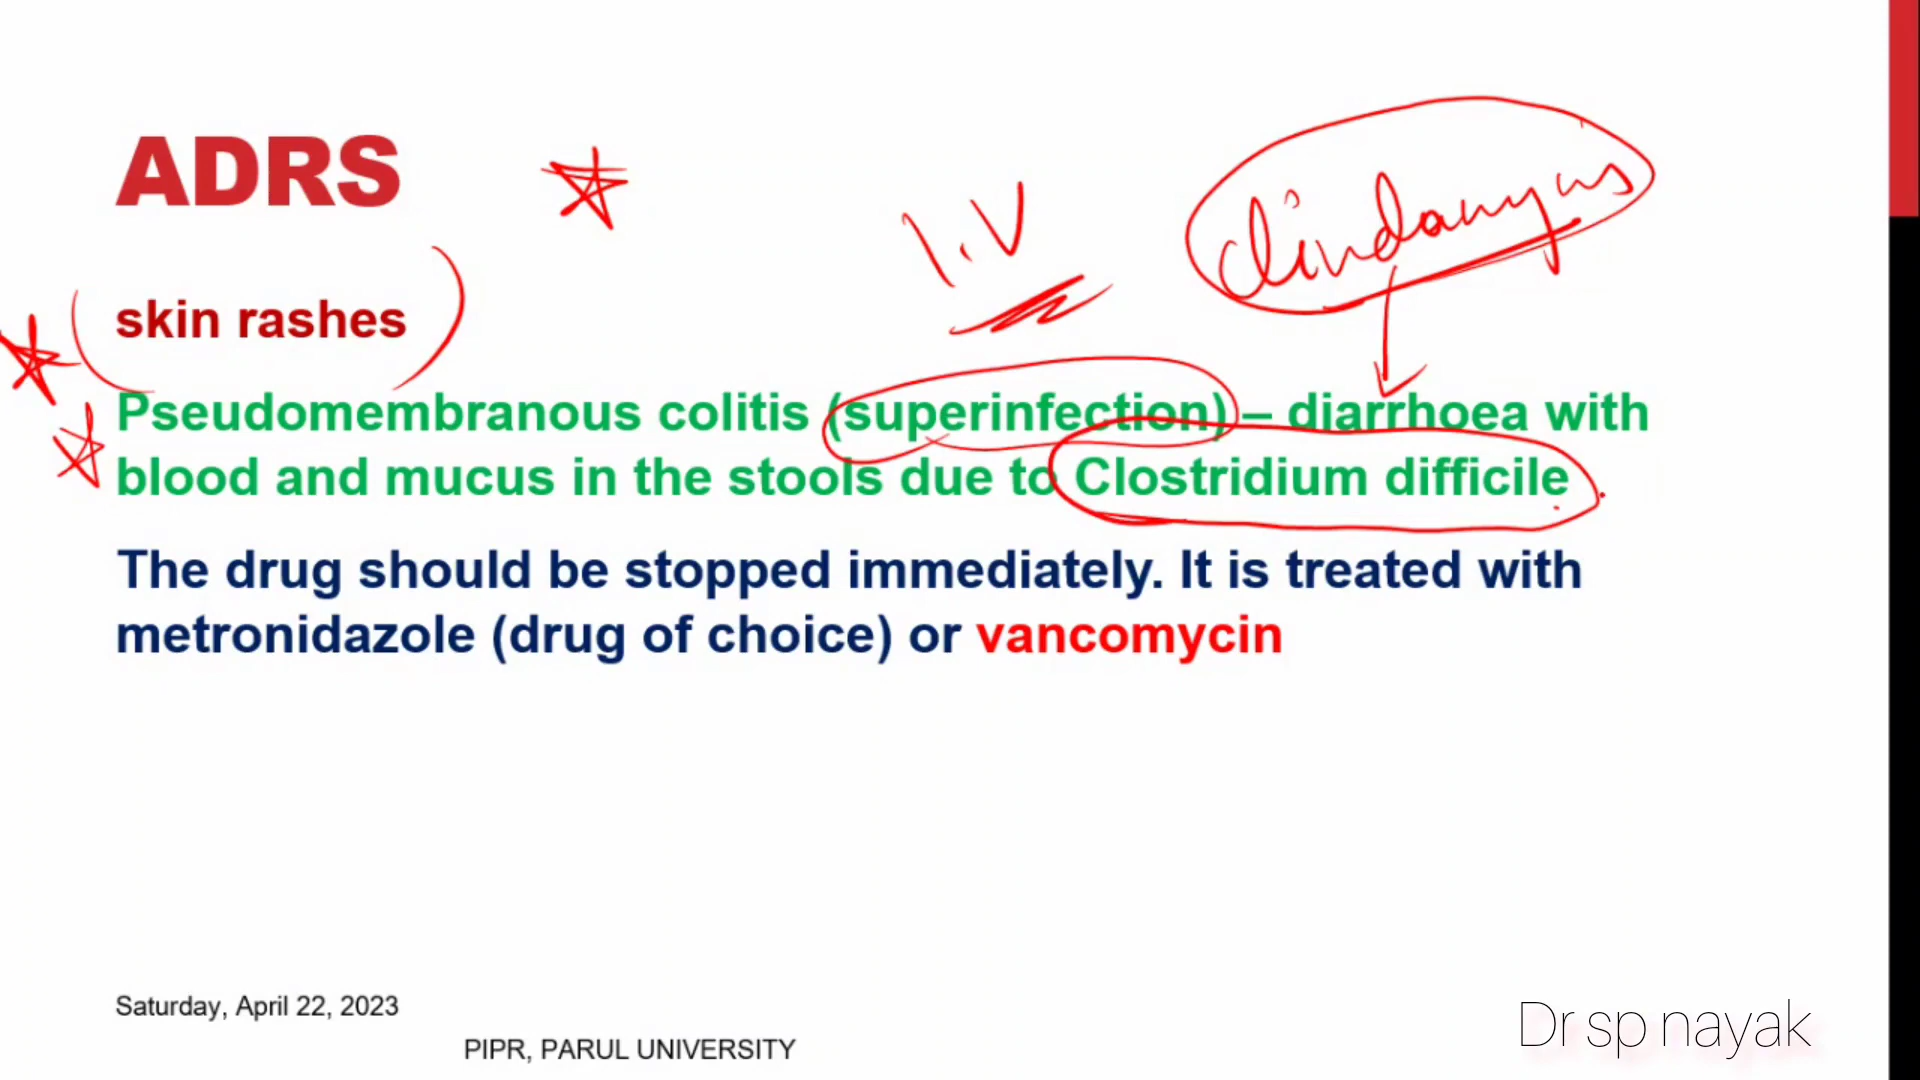 ADRS
I.V
skin rashes
Pseudomembranous colitis (superinfection) – diarrhoea with
blood and mucus in the stools due to Clostridium difficile
The drug should be stopped immediately. It is treated with
metronidazole (drug of choice) or vancomycin
Saturday, April 22, 2023
PIPR, PARUL UNIVERSITY
Dr sp nayak